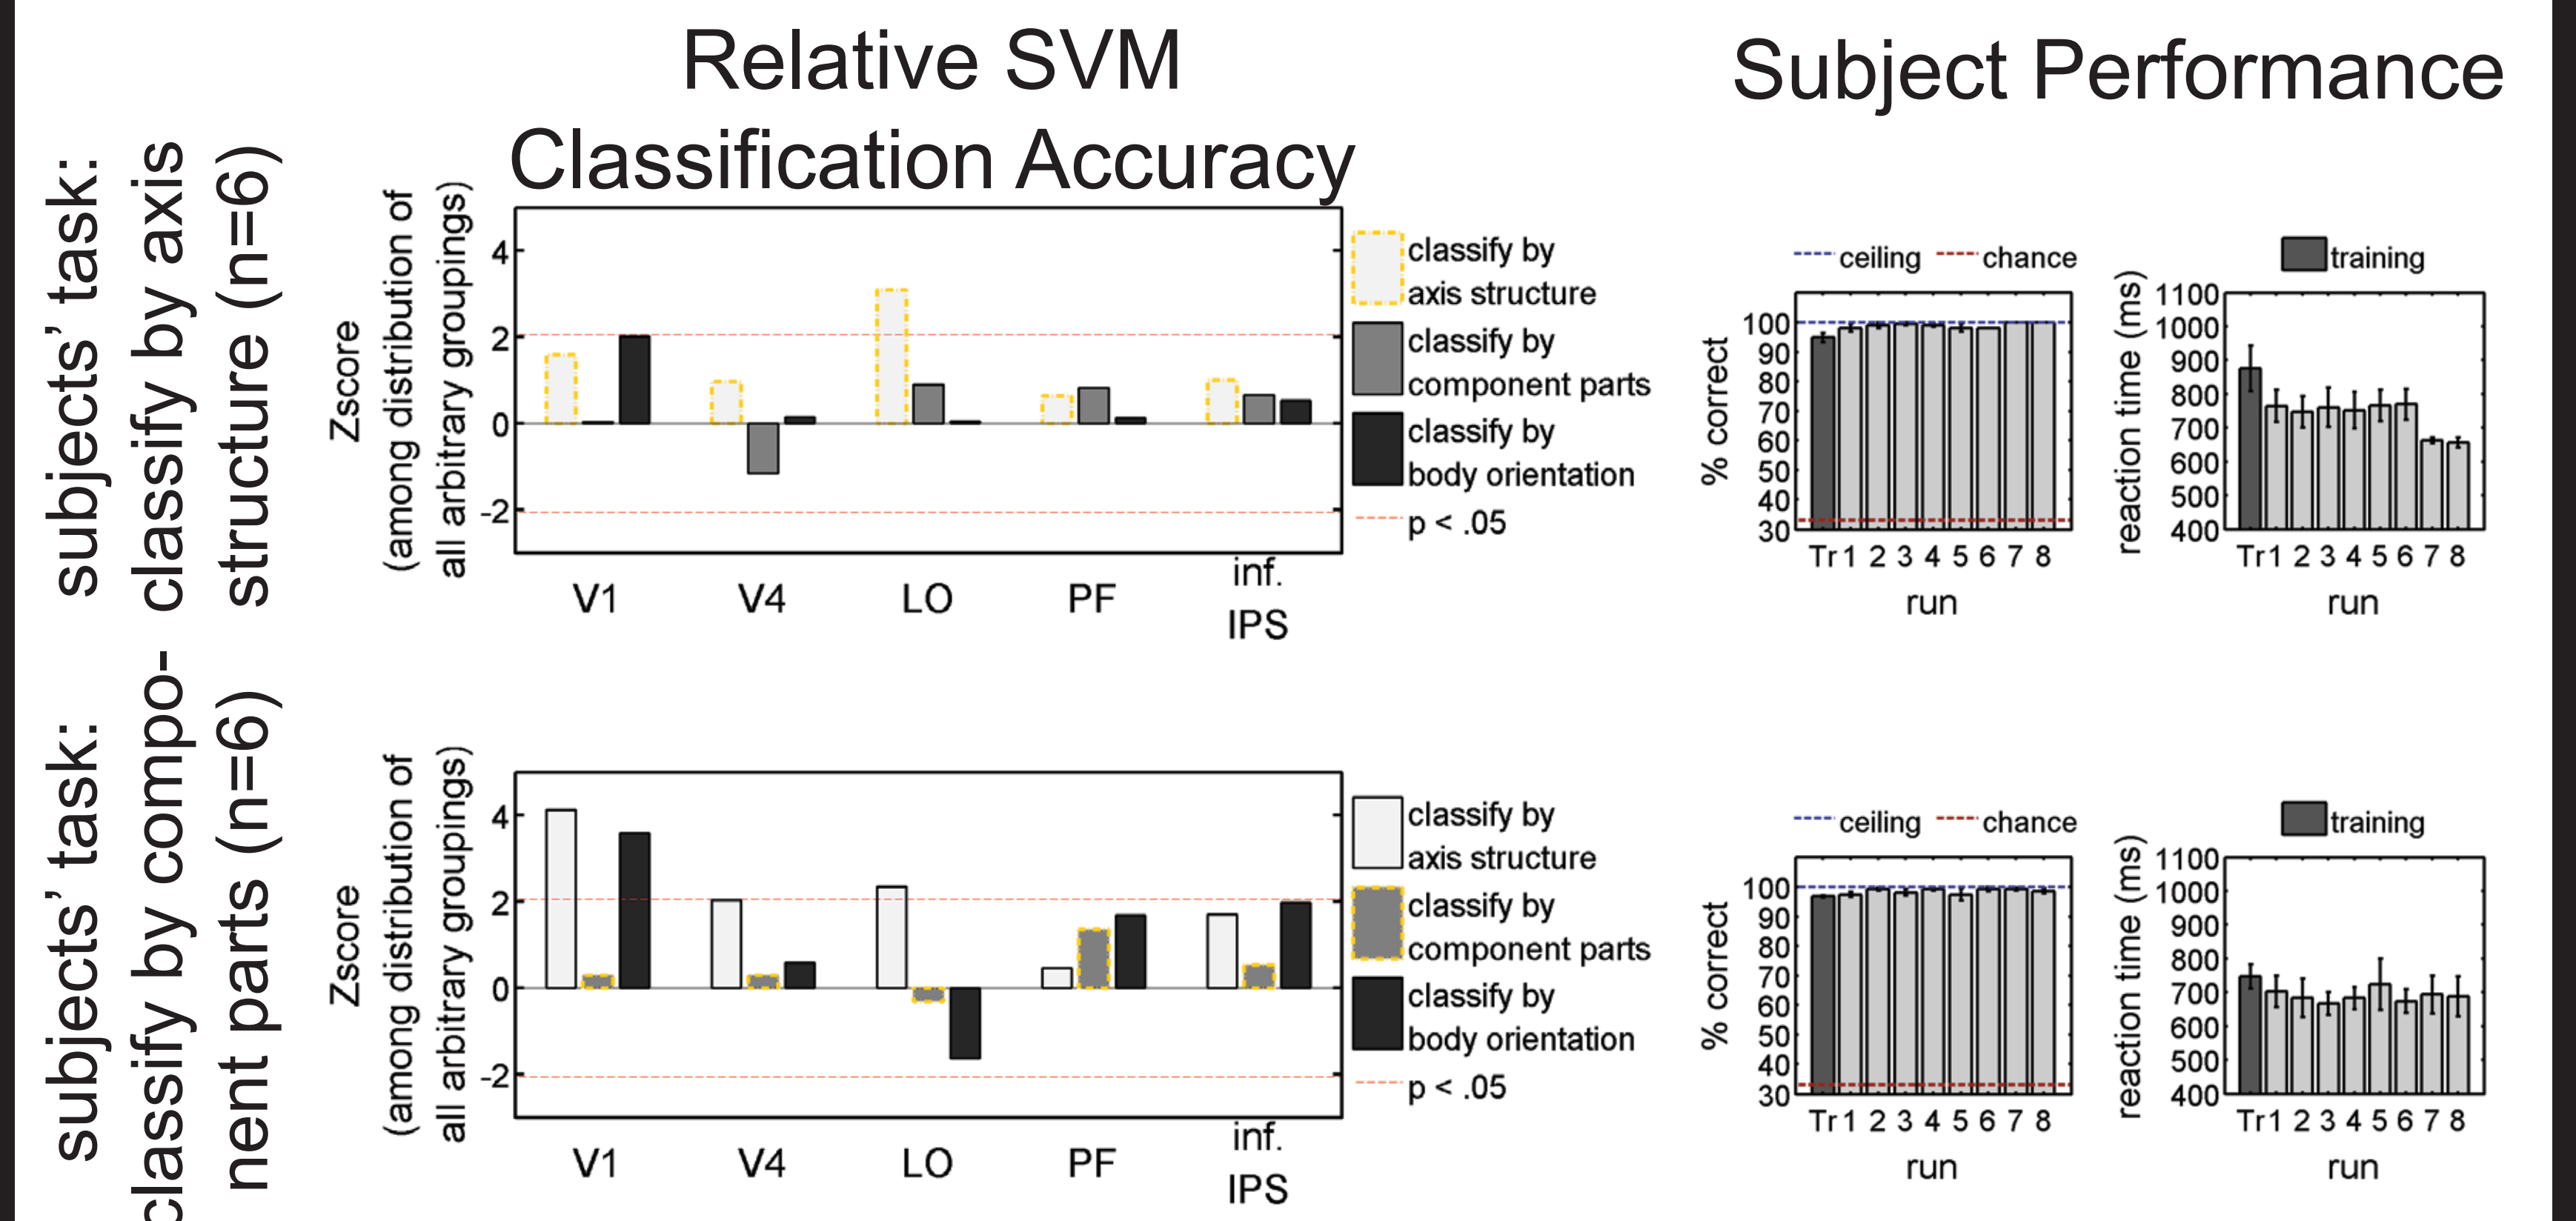 Relative SVM
Classification Accuracy
Subject Performance
subjects’ task:
classify by axis
structure (n=6)
Zscore
(among distribution of
all arbitrary groupings)
4
2
0
-2
V1
V4
LO
PF
inf.
IPS
classify by
axis structure
classify by
component parts
classify by
body orientation
p < .05
ceiling
chance
% correct
100
90
80
70
60
50
40
30
Tr 1 2 3 4 5 6 7 8
run
training
reaction time (ms)
1100
1000
900
800
700
600
500
400
Tr 1 2 3 4 5 6 7 8
run
subjects’ task:
classify by compo-
nent parts (n=6)
Zscore
(among distribution of
all arbitrary groupings)
4
2
0
-2
V1
V4
LO
PF
inf.
IPS
classify by
axis structure
classify by
component parts
classify by
body orientation
p < .05
ceiling
chance
% correct
100
90
80
70
60
50
40
30
Tr 1 2 3 4 5 6 7 8
run
training
reaction time (ms)
1100
1000
900
800
700
600
500
400
Tr 1 2 3 4 5 6 7 8
run